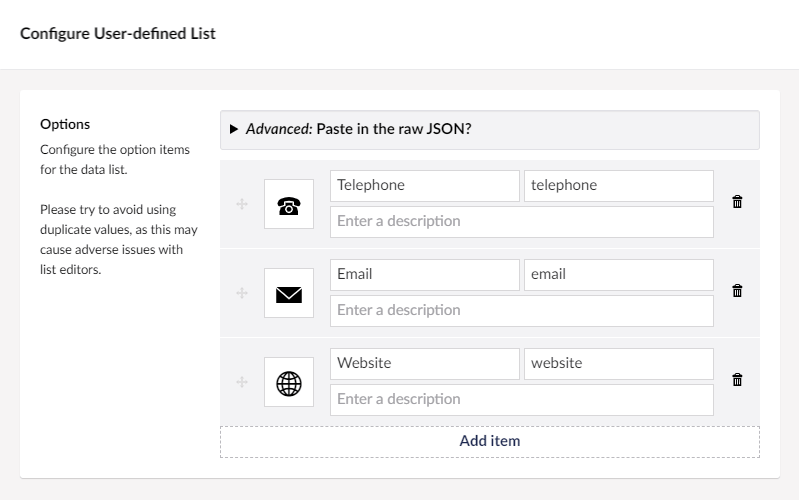 Configure User-defined List
Options
Configure the option items
for the data list.
Please try to avoid using
duplicate values, as this may
cause adverse issues with
list editors.
Advanced: Paste in the raw JSON?
Telephone
telephone
Enter a description
Email
email
Enter a description
Website
website
Enter a description
Add item